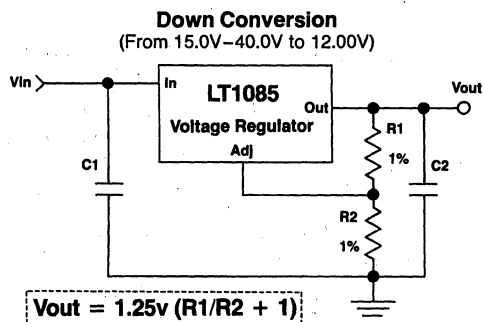 Down Conversion
(From 15.0V–40.0V to 12.00V)
Vin
In
LT1085
Out
Vout
Voltage Regulator
Adj
R1
1%
C1
C2
R2
1%
Vout = 1.25v (R1/R2 + 1)